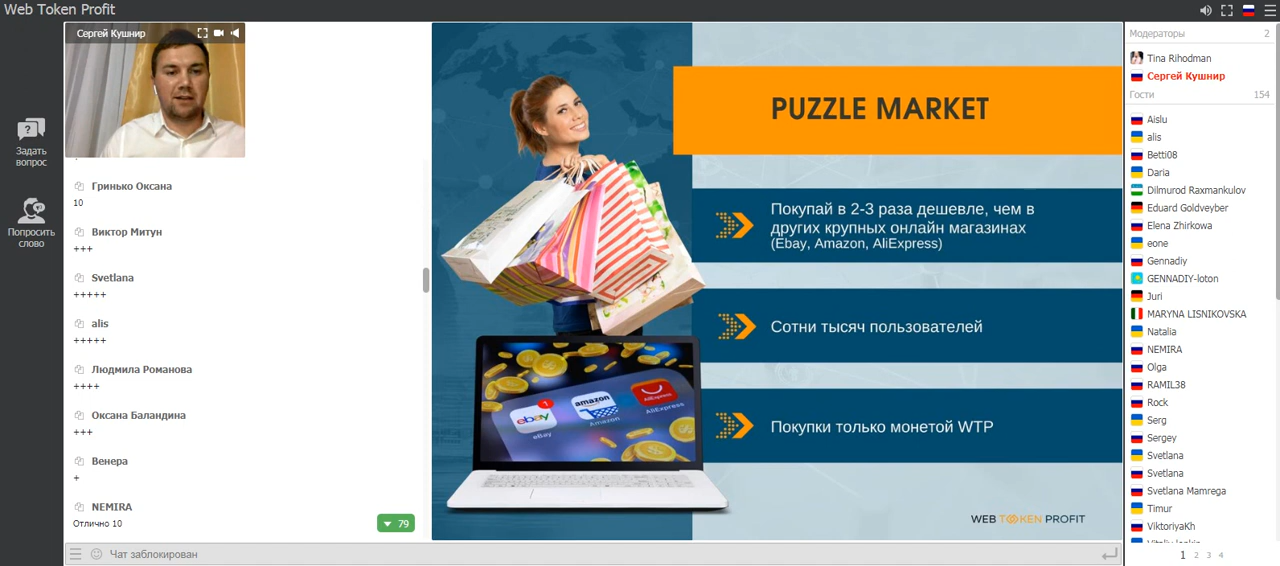 Web Token Profit
Сергей Кушнир
Задать
вопрос
Попросить
слово
Гринько Оксана
10
Виктор Митун
+++
Svetlana
+++++
alis
+++++
Людмила Романова
++++
Оксана Баландина
+++
Венера
+
NEMIRA
Отлично 10
79
Чат заблокирован
PUZZLE MARKET
Покупай в 2-3 раза дешевле, чем в
других крупных онлайн магазинах
(Ebay, Amazon, AliExpress)
Сотни тысяч пользователей
Покупки только монетой WTP
1
ebay
eBay
amazon
Amazon
AliExpress
AliExpress
WEB TOKEN PROFIT
Модераторы 2
Tina Rihodman
Сергей Кушнир
Гости 154
Aislu
alis
Betti08
Daria
Dilmurod Raxmankulov
Eduard Goldveyber
Elena Zhirkowa
eone
Gennadiy
GENNADIY-loton
Juri
MARYNA LISNIKOVSKA
Natalia
NEMIRA
Olga
RAMIL38
Rock
Serg
Sergey
Svetlana
Svetlana
Svetlana Mamrega
Timur
ViktoriyaKh
1 2 3 4